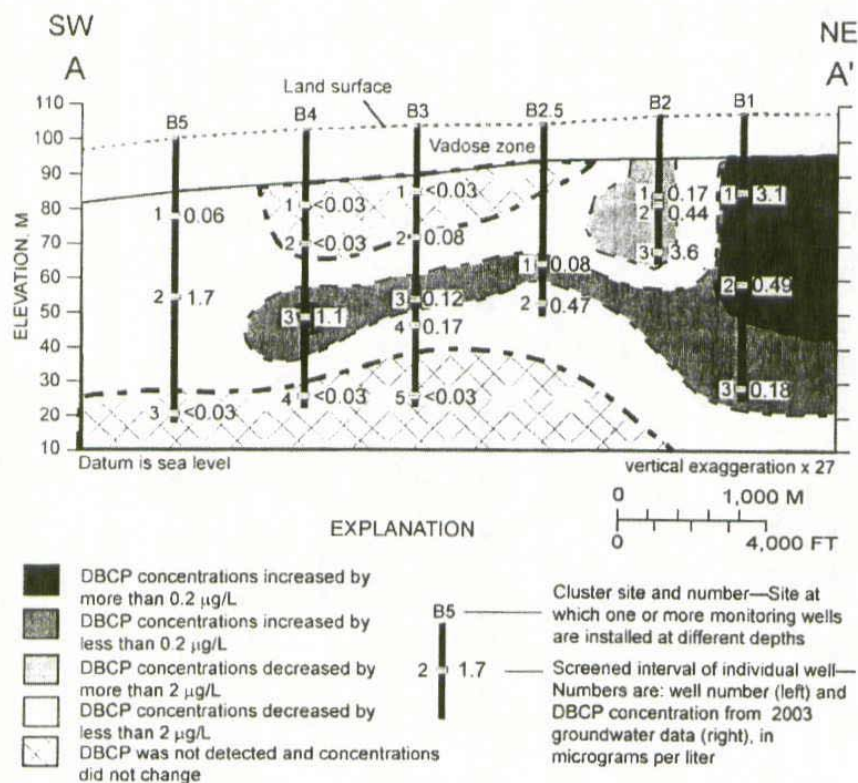 SW
NE
A
A'
Land surface
110
100
90
80
70
60
50
40
30
20
10
ELEVATION, M
B5
B4
B3
B2.5
B2
B1
Vadose zone
1 0.06
2 1.7
3 <0.03
1 <0.03
2 <0.03
3 1.1
4 <0.03
1 <0.03
2 0.08
3 0.12
4 0.17
5 <0.03
1 0.08
2 0.47
1 0.17
2 0.44
3 3.6
1 3.1
2 0.49
3 0.18
Datum is sea level
vertical exaggeration x 27
0 1,000 M
0 4,000 FT
EXPLANATION
DBCP concentrations increased by
more than 0.2 µg/L
DBCP concentrations increased by
less than 0.2 µg/L
DBCP concentrations decreased by
more than 2 µg/L
DBCP concentrations decreased by
less than 2 µg/L
DBCP was not detected and concentrations
did not change
B5
2 1.7
Cluster site and number—Site at
which one or more monitoring wells
are installed at different depths
Screened interval of individual well—
Numbers are: well number (left) and
DBCP concentration from 2003
groundwater data (right), in
micrograms per liter